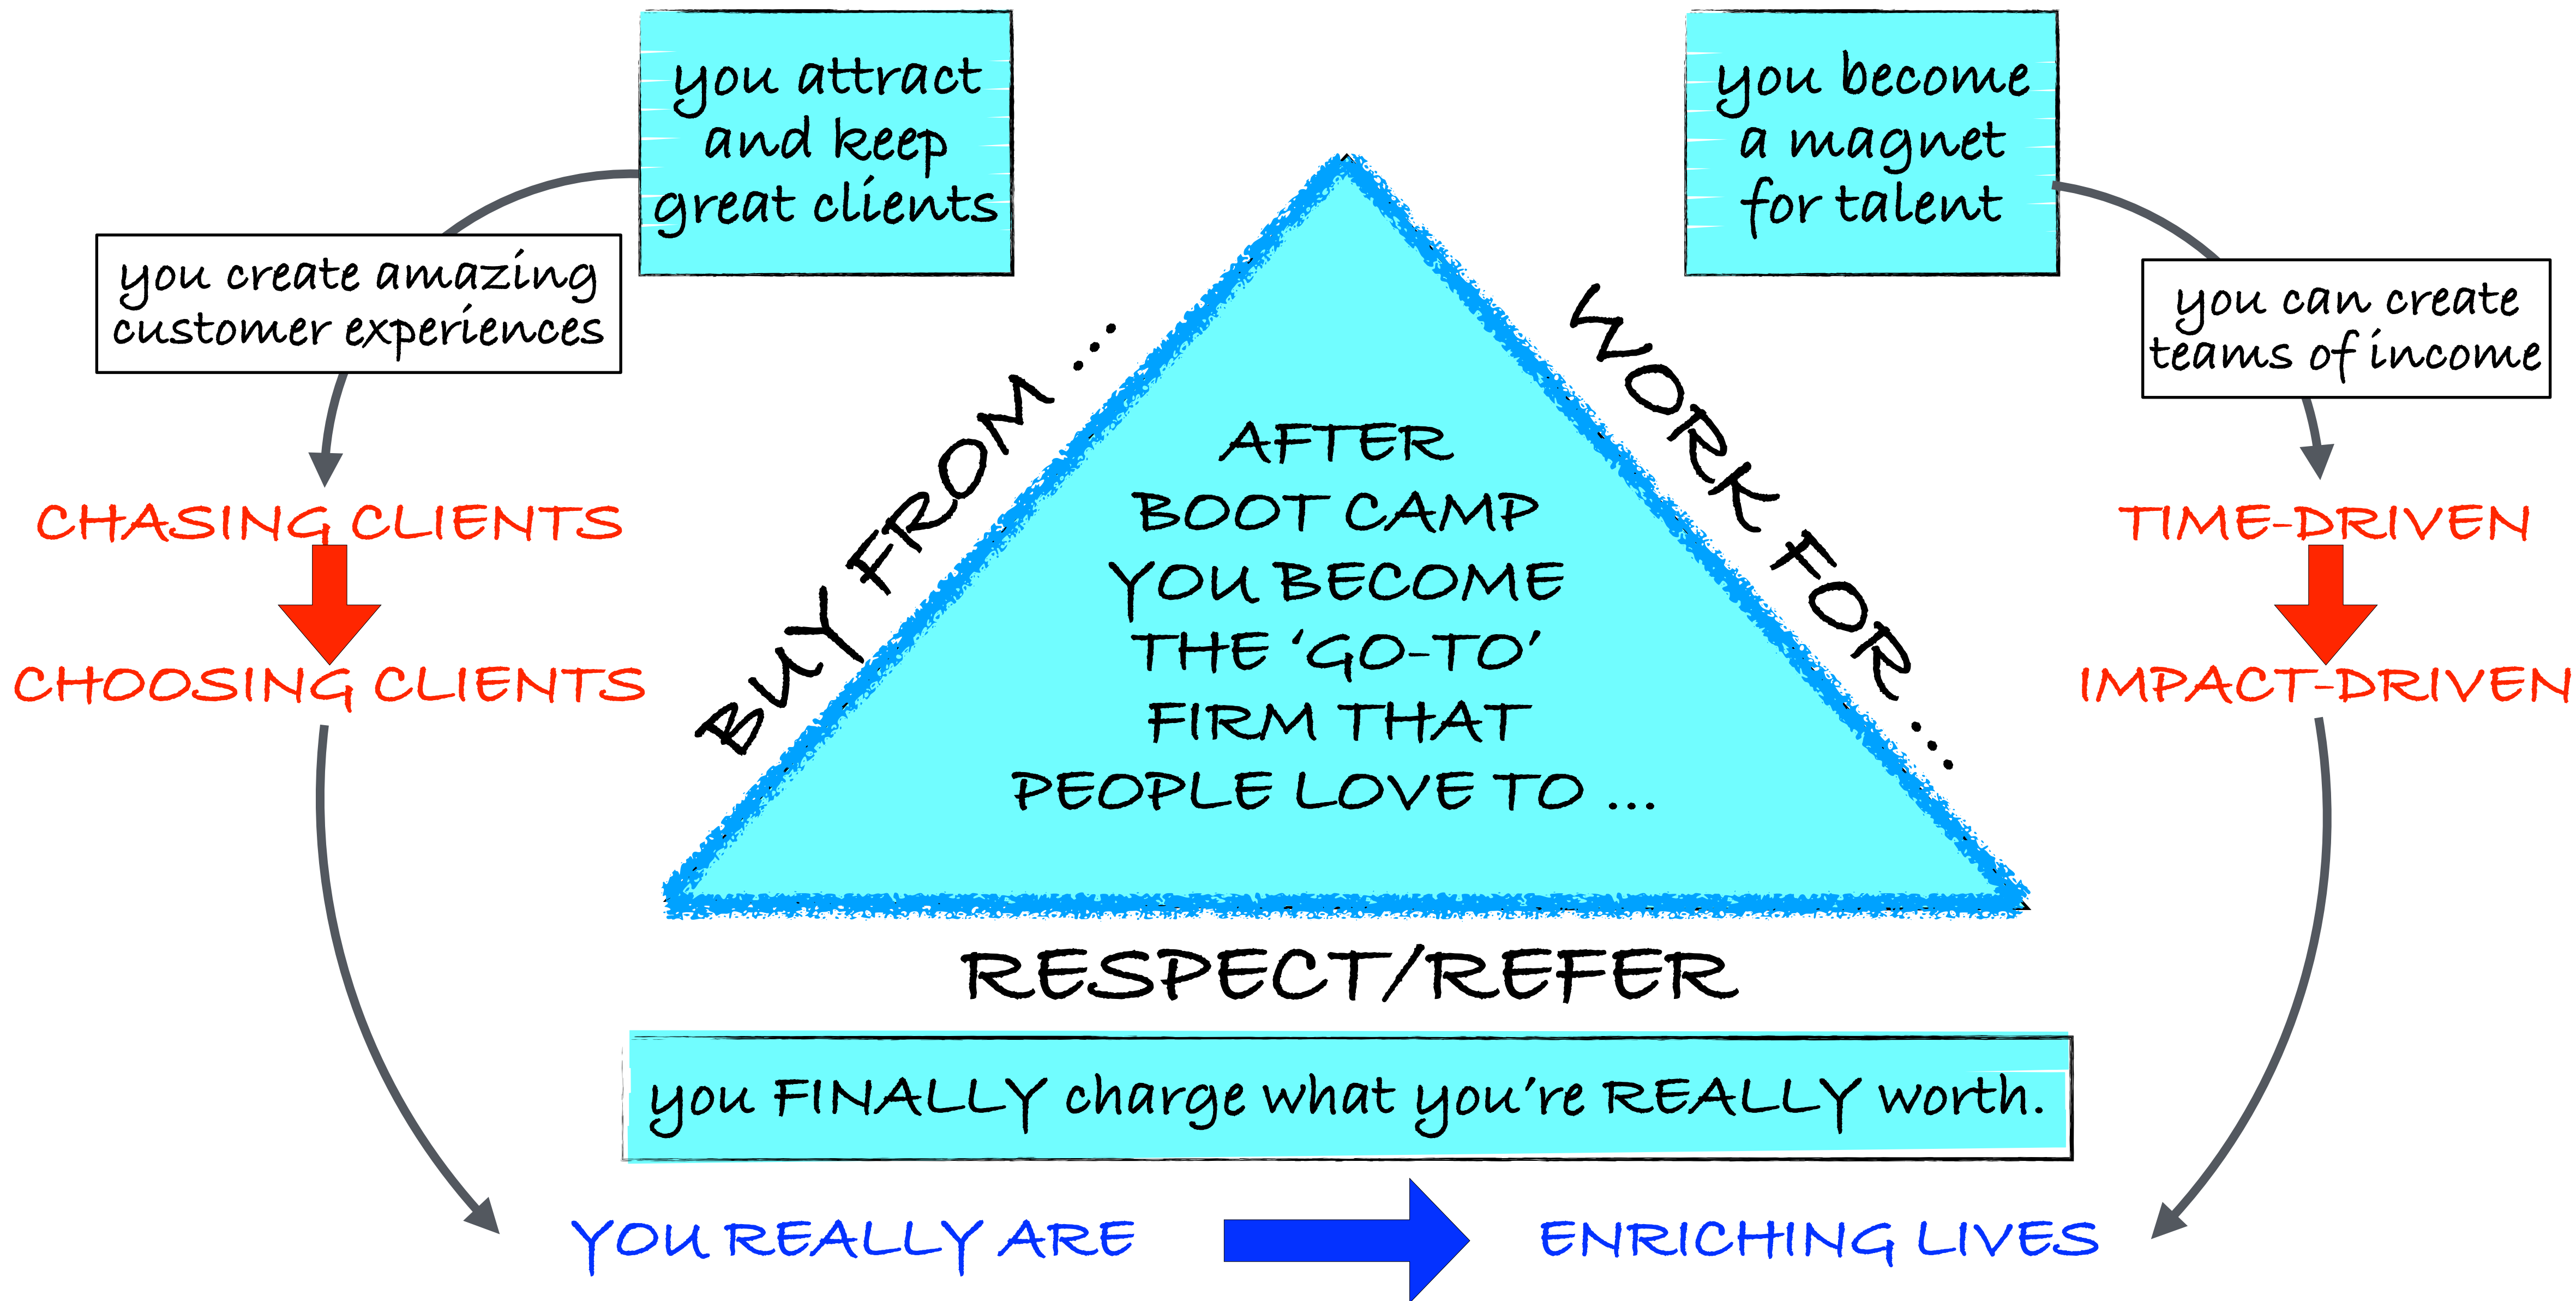 you attract
and keep
great clients
you become
a magnet
for talent
you create amazing
customer experiences
you can create
teams of income
BUY FROM ...
WORK FOR ...
AFTER
BOOT CAMP
YOU BECOME
THE ‘GO-TO’
FIRM THAT
PEOPLE LOVE TO ...
CHASING CLIENTS
CHOOSING CLIENTS
TIME-DRIVEN
IMPACT-DRIVEN
RESPECT/REFER
you FINALLY charge what you’re REALLY worth.
YOU REALLY ARE
ENRICHING LIVES